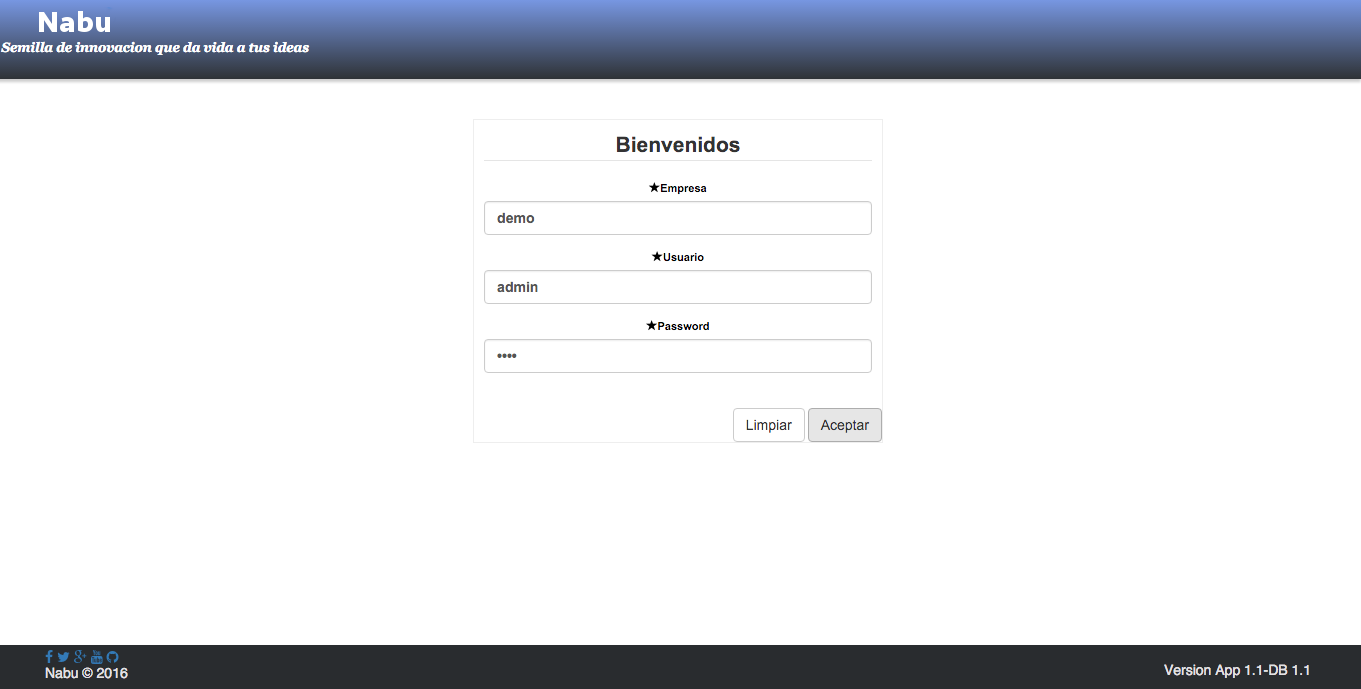 Nabu
Semilla de innovacion que da vida a tus ideas
Bienvenidos
★Empresa
demo
★Usuario
admin
★Password
••••
Limpiar Aceptar
Nabu © 2016
Version App 1.1-DB 1.1